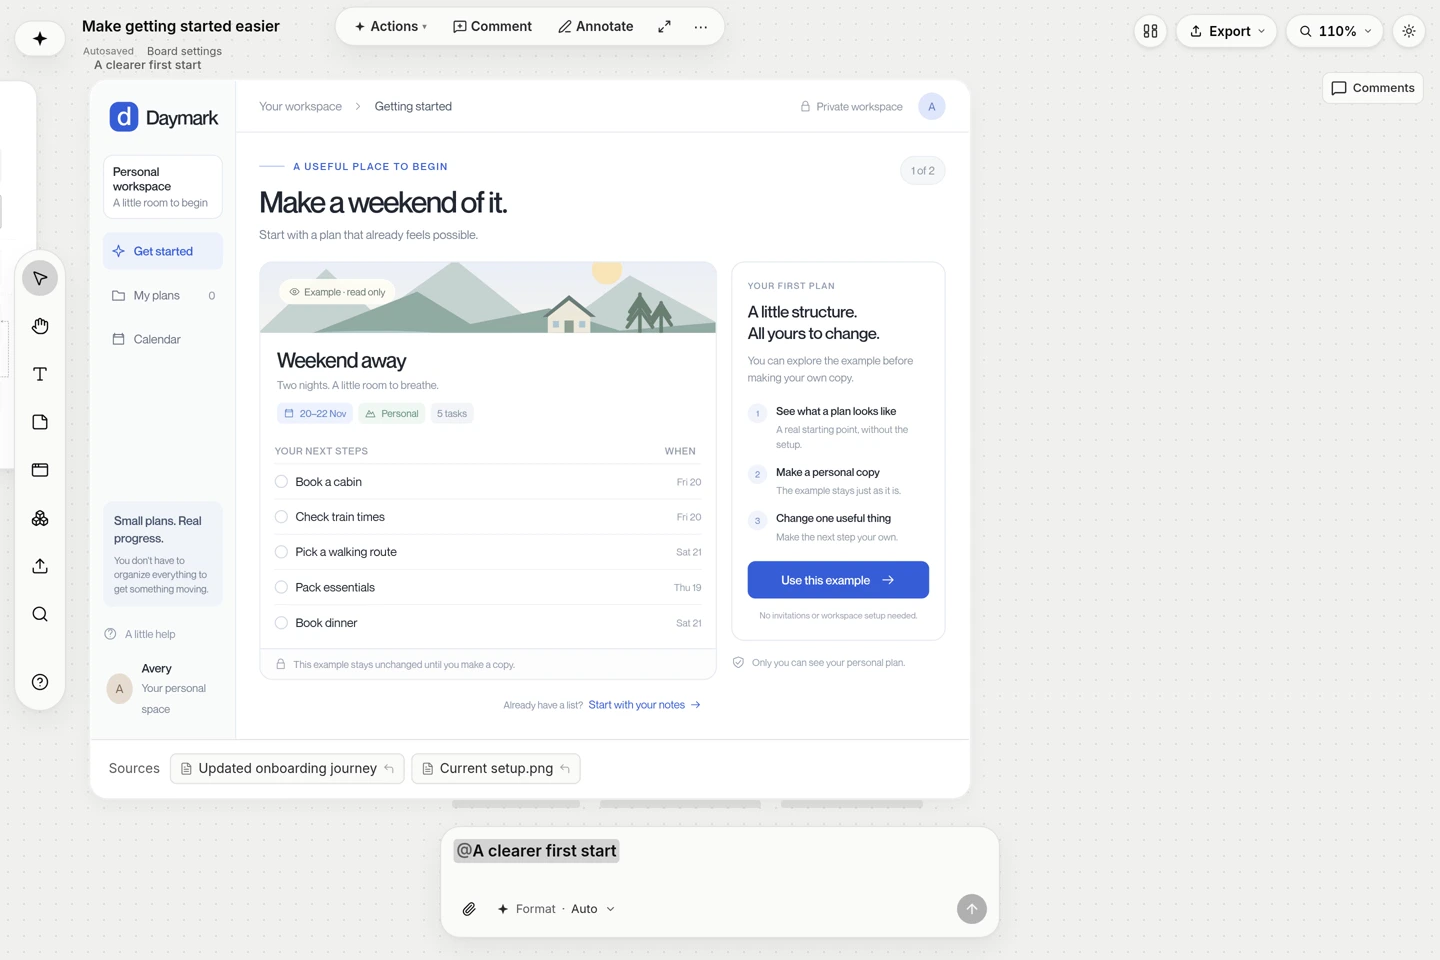 Make getting started easier
Autosaved Board settings
Actions
Comment
Annotate
Export
110%
Comments
A clearer first start
d Daymark
Personal
workspace
A little room to begin
Get started
My plans 0
Calendar
Small plans. Real
progress.
You don't have to
organize everything to
get something moving.
A little help
A
Avery
Your personal
space
Your workspace > Getting started
Private workspace
A
A USEFUL PLACE TO BEGIN
1 of 2
Make a weekend of it.
Start with a plan that already feels possible.
Example · read only
Weekend away
Two nights. A little room to breathe.
20–22 Nov
Personal
5 tasks
YOUR NEXT STEPS WHEN
Book a cabin Fri 20
Check train times Fri 20
Pick a walking route Sat 21
Pack essentials Thu 19
Book dinner Sat 21
This example stays unchanged until you make a copy.
Already have a list? Start with your notes →
YOUR FIRST PLAN
A little structure.
All yours to change.
You can explore the example before
making your own copy.
1 See what a plan looks like
A real starting point, without the
setup.
2 Make a personal copy
The example stays just as it is.
3 Change one useful thing
Make the next step your own.
Use this example →
No invitations or workspace setup needed.
Only you can see your personal plan.
Sources
Updated onboarding journey
Current setup.png
@A clearer first start
Format · Auto